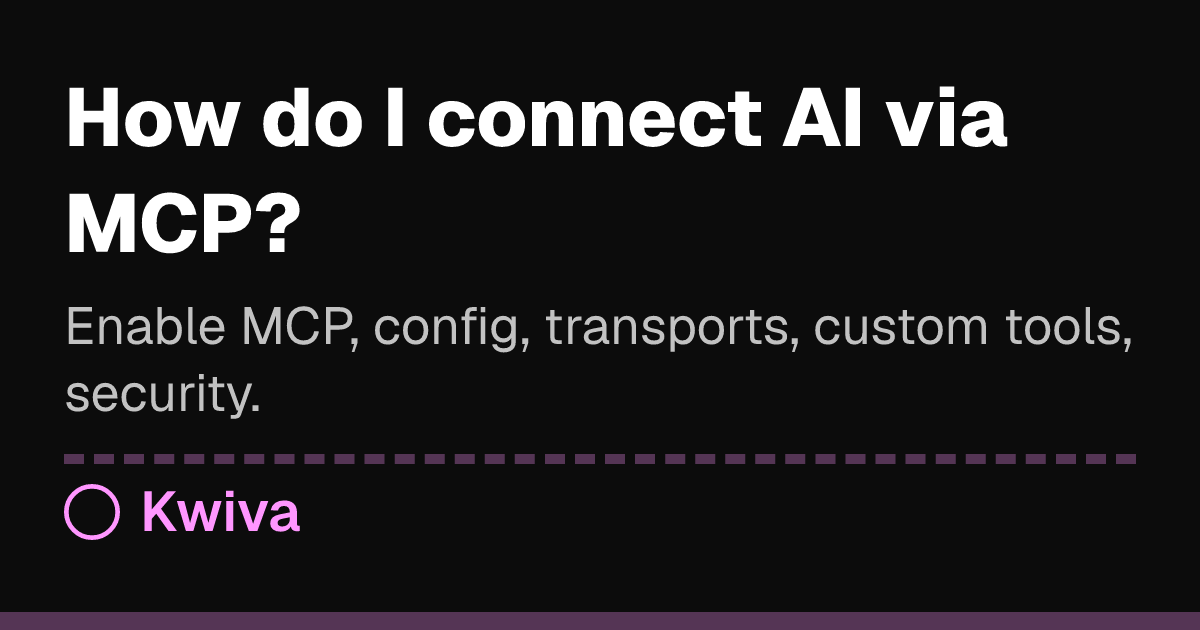 How do I connect AI via
MCP?
Enable MCP, config, transports, custom tools,
security.
Kwiva